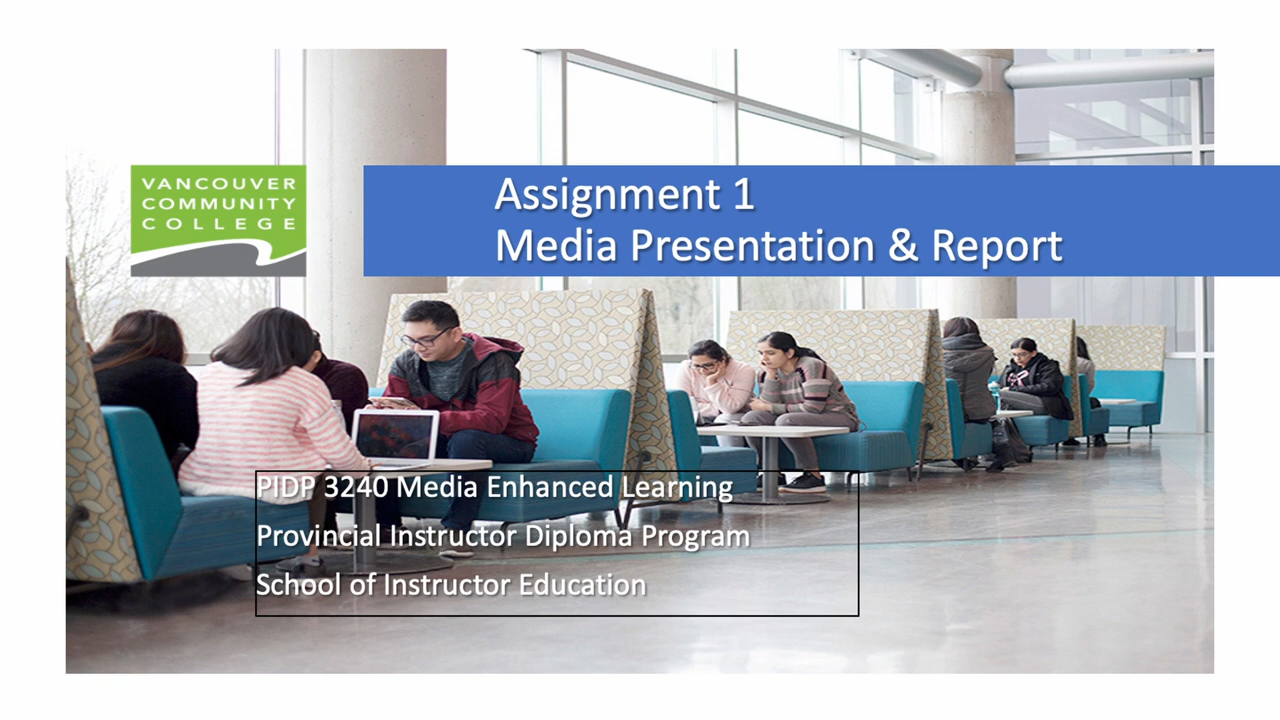 VANCOUVER
COMMUNITY
COLLEGE
Assignment 1
Media Presentation & Report
PIDP 3240 Media Enhanced Learning
Provincial Instructor Diploma Program
School of Instructor Education